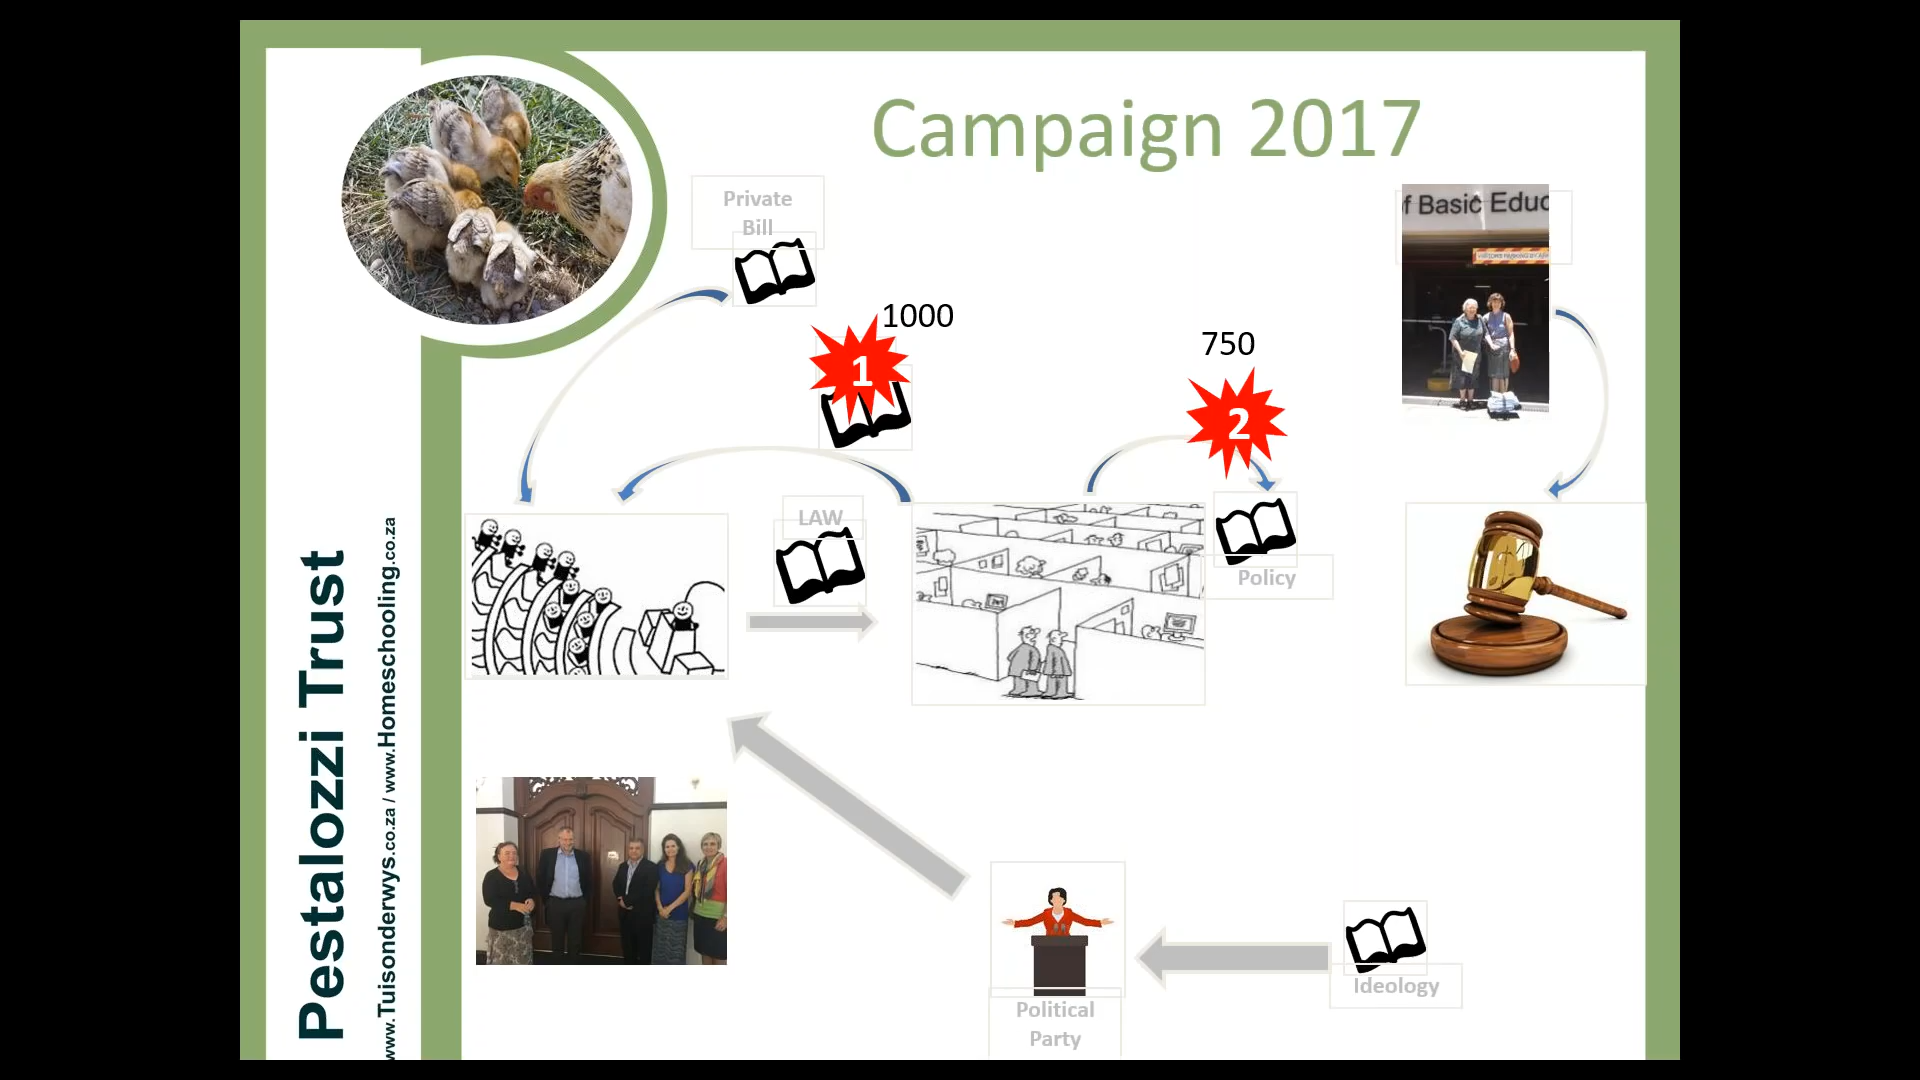 Campaign 2017
Private
Bill
f Basic Educ
1000
1
750
2
LAW
Policy
Political
Party
Ideology
Pestalozzi Trust
www.Tuisonderwys.co.za / www.Homeschooling.co.za